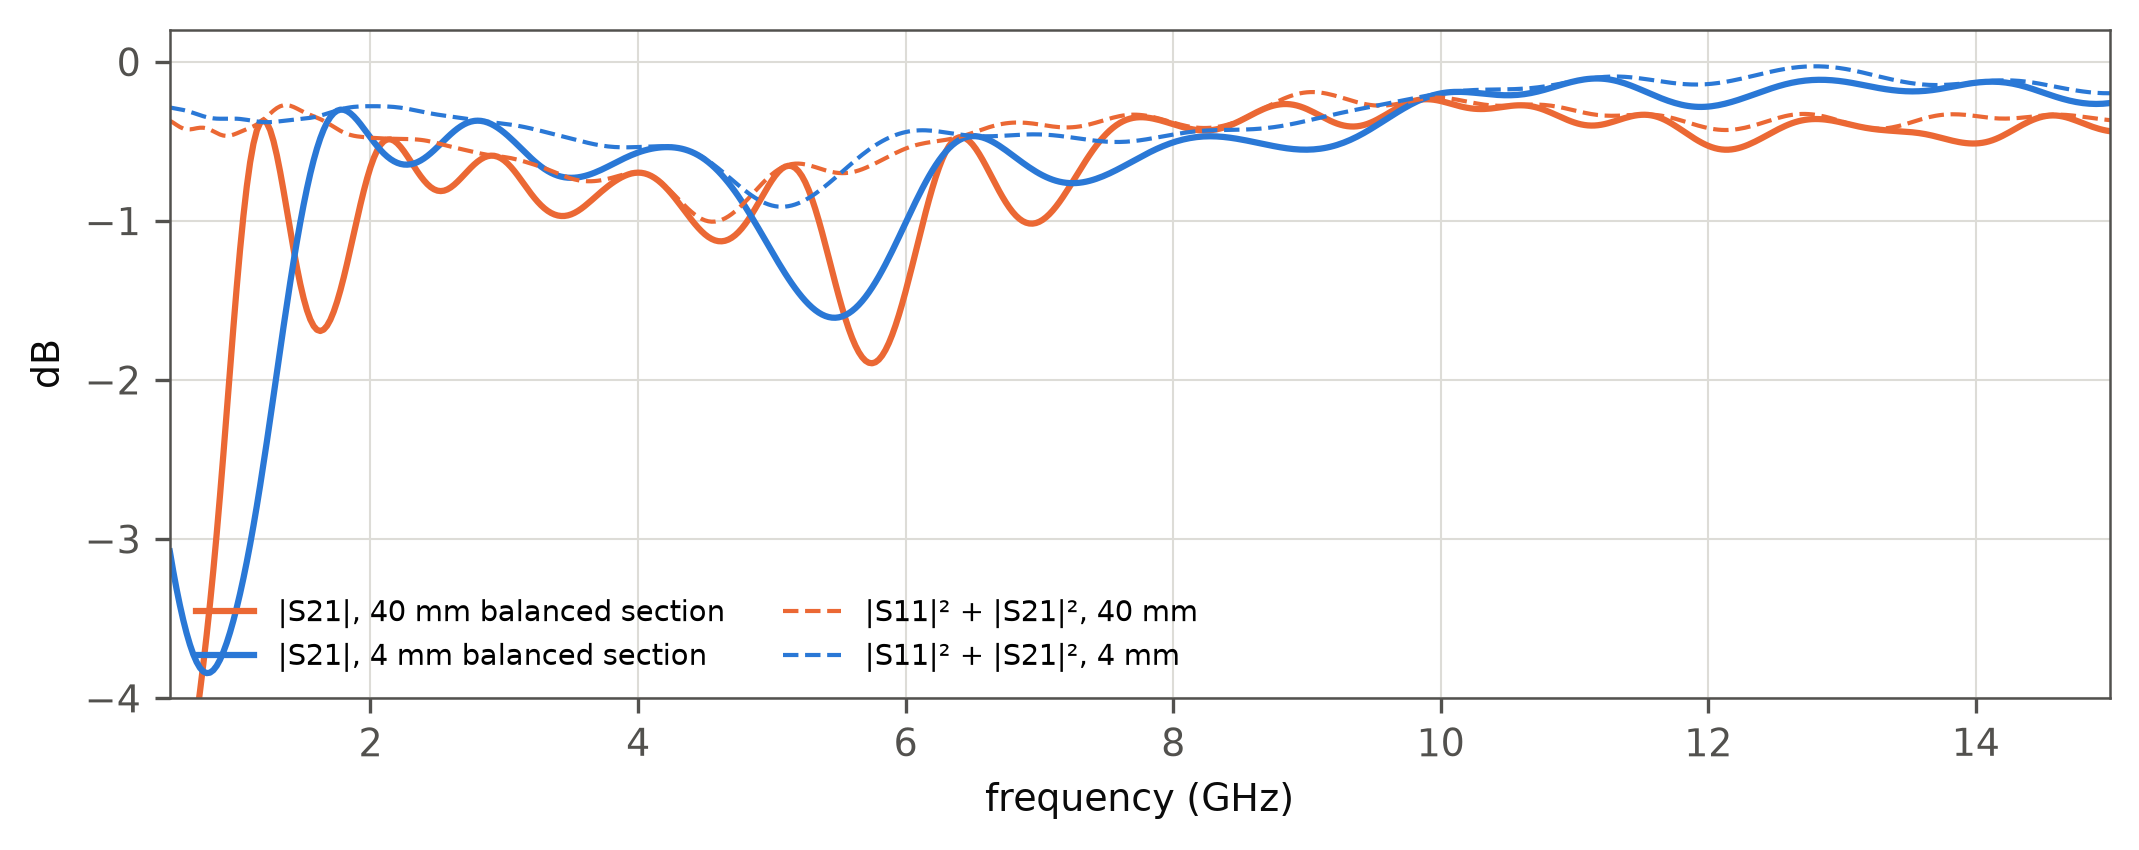 0
−1
−2
−3
−4
dB
|S21|, 40 mm balanced section
|S21|, 4 mm balanced section
|S11|² + |S21|², 40 mm
|S11|² + |S21|², 4 mm
2 4 6 8 10 12 14
frequency (GHz)